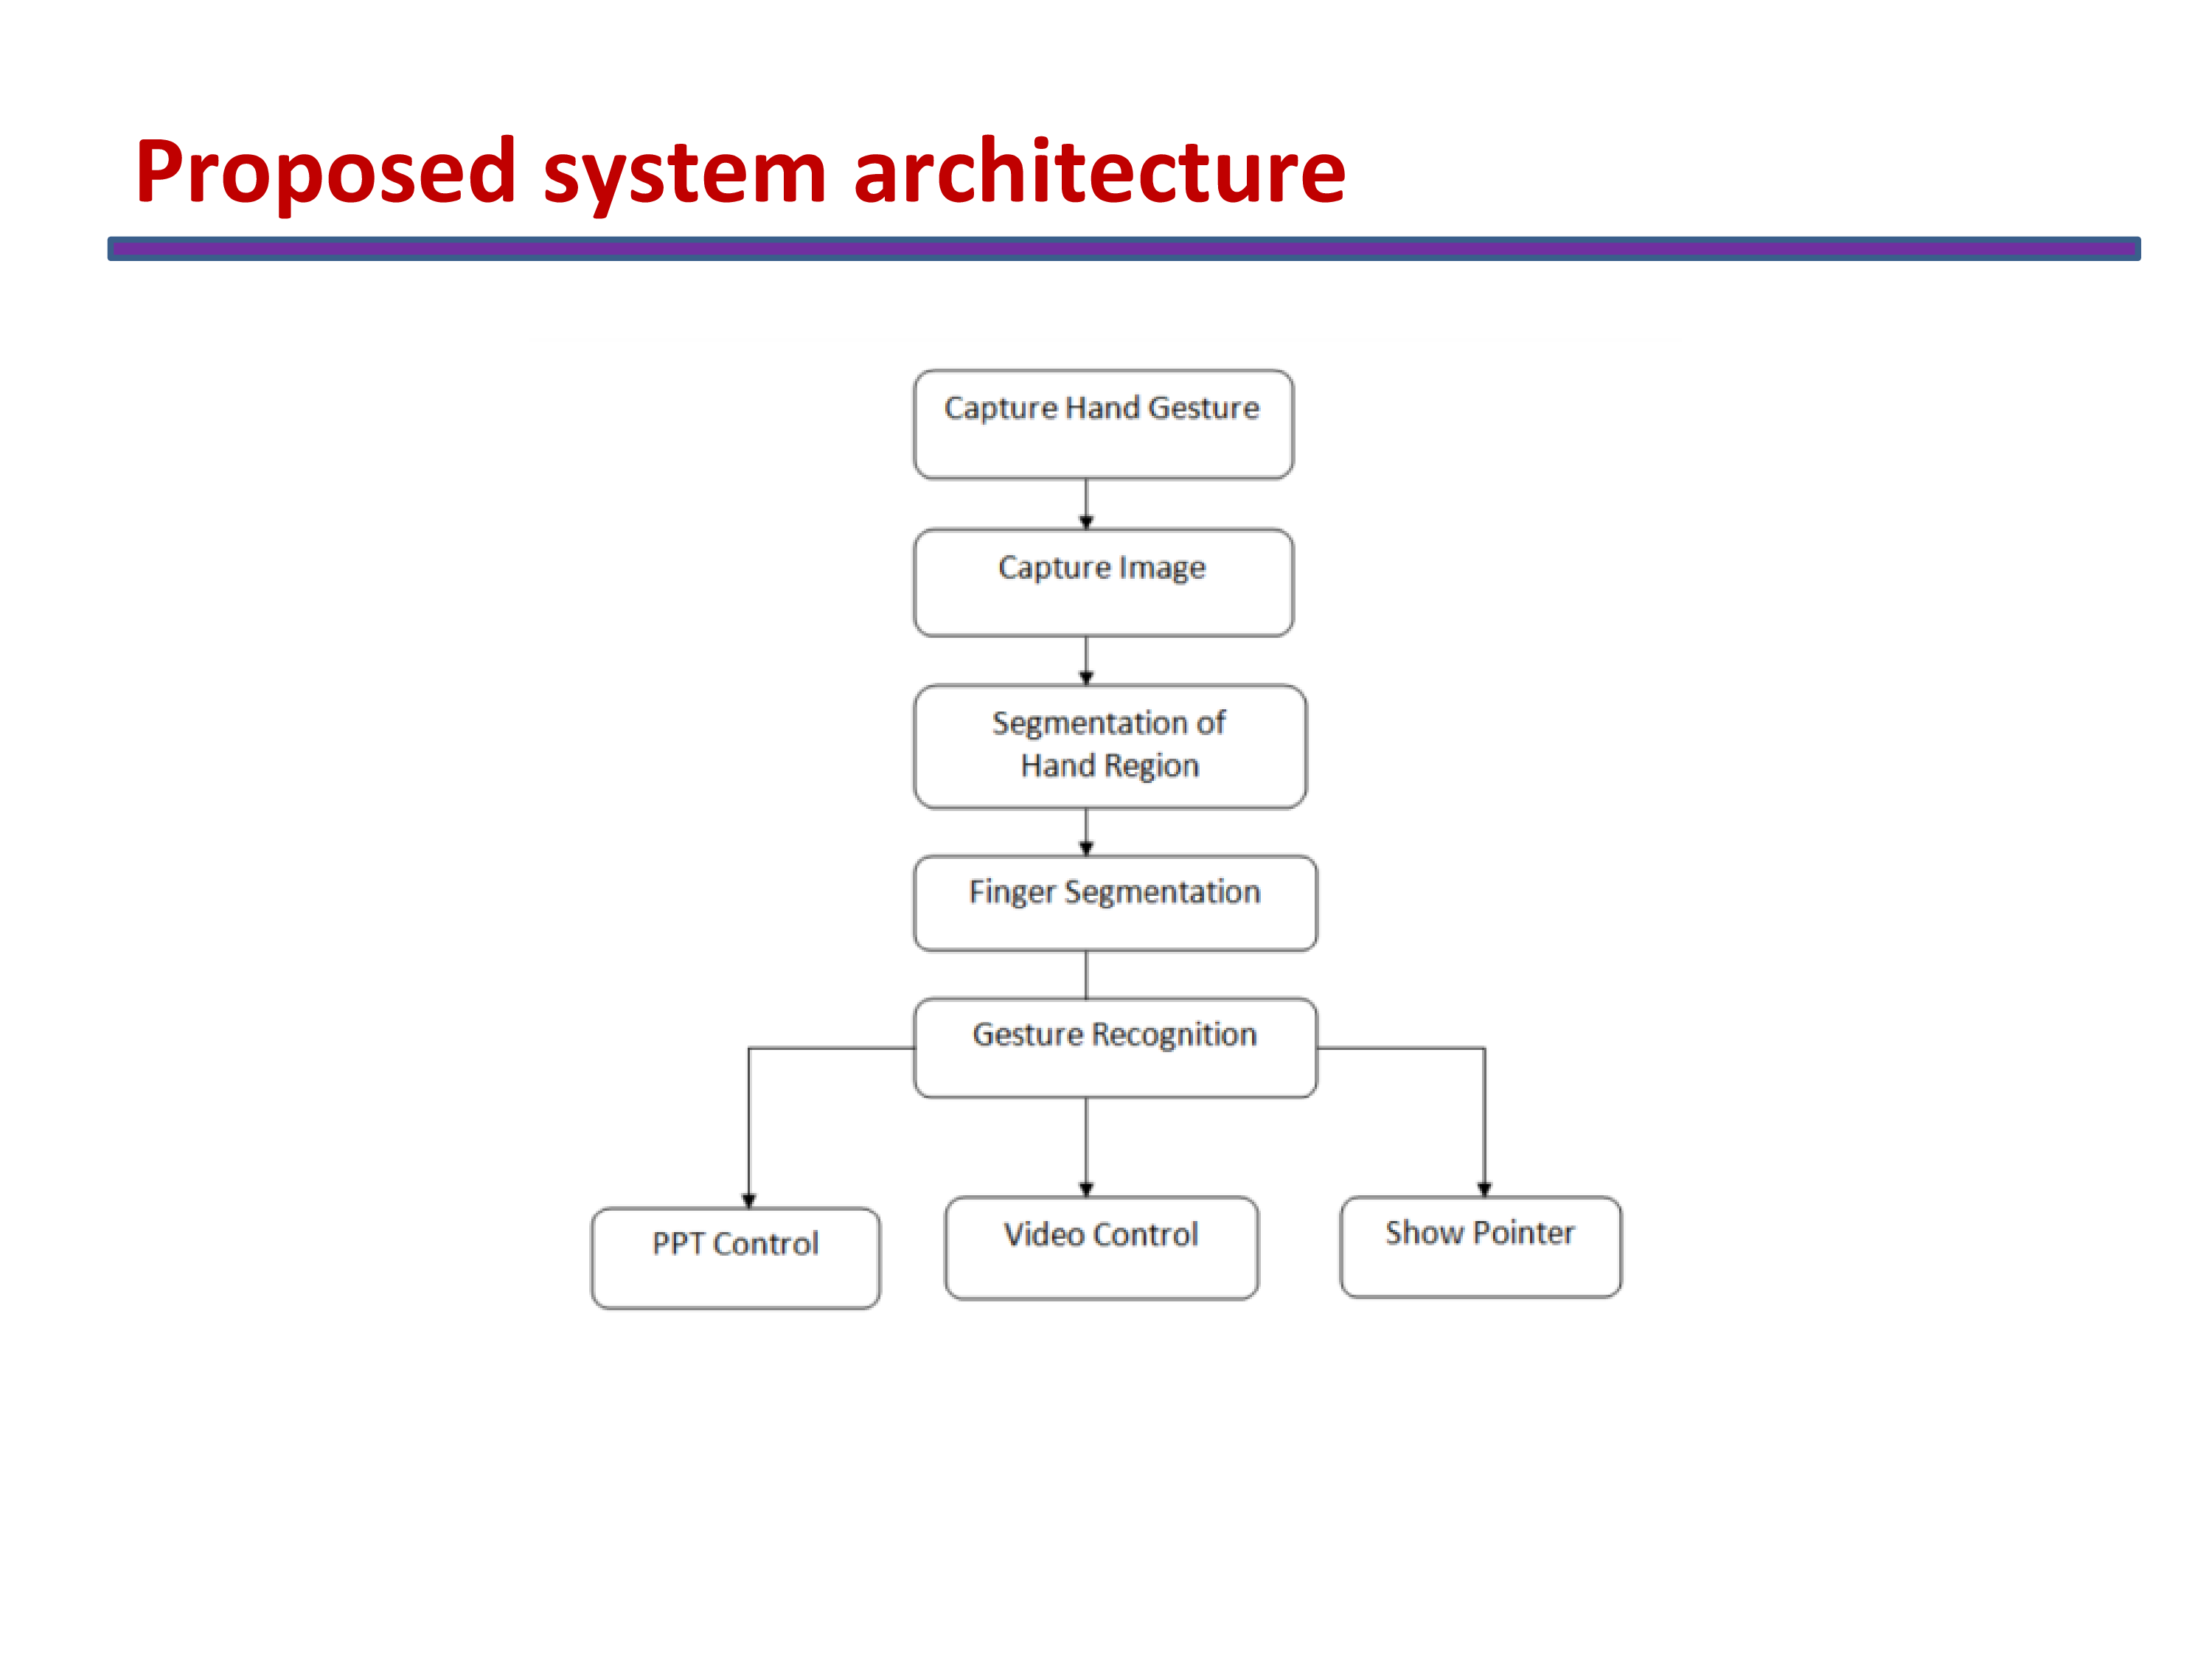 Proposed system architecture
Capture Hand Gesture
Capture Image
Segmentation of
Hand Region
Finger Segmentation
Gesture Recognition
PPT Control
Video Control
Show Pointer